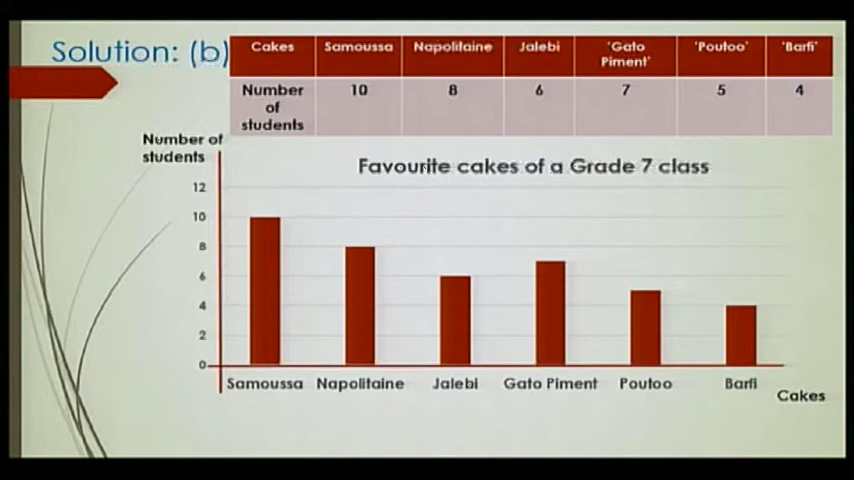 Solution: (b)
Cakes Samoussa Napolitaine Jalebi 'Gato Piment' 'Poutoo' 'Barfi'
Number of students 10 8 6 7 5 4
Number of
students
Favourite cakes of a Grade 7 class
12
10
8
6
4
2
0
Samoussa Napolitaine Jalebi Gato Piment Poutoo Barfi
Cakes